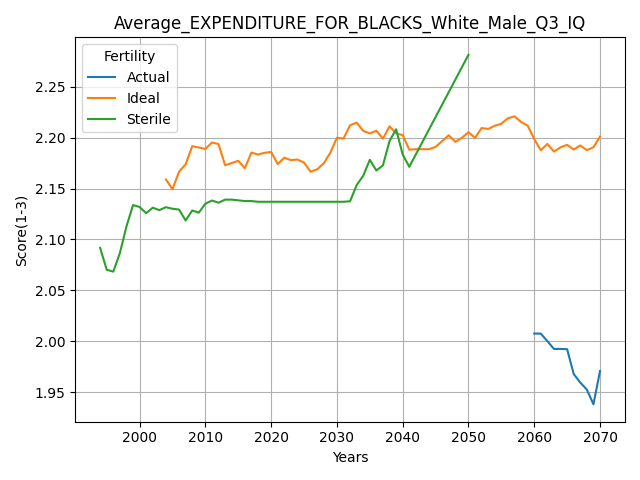 Average_EXPENDITURE_FOR_BLACKS_White_Male_Q3_IQ
Fertility
Actual
Ideal
Sterile
Score(1-3)
2.25
2.20
2.15
2.10
2.05
2.00
1.95
2000 2010 2020 2030 2040 2050 2060 2070
Years